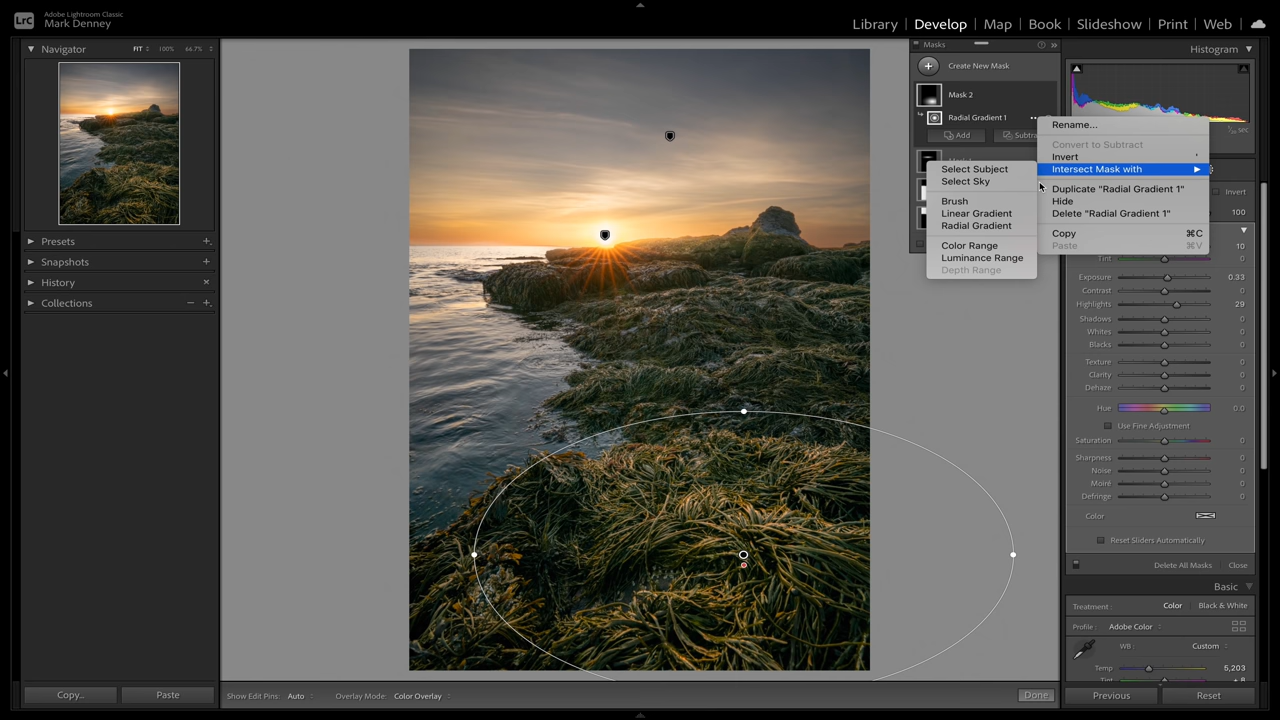 LrC
Adobe Lightroom Classic
Mark Denney
Library | Develop | Map | Book | Slideshow | Print | Web
Navigator FIT 100% 66.7%
Presets
Snapshots
History
Collections
Copy... Paste
Masks
Create New Mask
Mask 2
Radial Gradient 1
Add Subtra
Select Subject
Select Sky
Brush
Linear Gradient
Radial Gradient
Color Range
Luminance Range
Depth Range
Rename...
Convert to Subtract
Invert '
Intersect Mask with
Duplicate "Radial Gradient 1"
Hide
Delete "Radial Gradient 1"
Copy ⌘C
Paste ⌘V
Histogram
sec
Invert
100
10
Tint
Exposure 0.33
Contrast 0
Highlights 29
Shadows 0
Whites 0
Blacks 0
Texture 0
Clarity 0
Dehaze 0
Hue 0.0
Use Fine Adjustment
Saturation 0
Sharpness 0
Noise 0
Moiré 0
Defringe 0
Color
Reset Sliders Automatically
Delete All Masks Close
Basic
Treatment: Color Black & White
Profile: Adobe Color
WB: Custom
Temp 5,203
Tint + 8
Previous Reset
Show Edit Pins: Auto Overlay Mode: Color Overlay Done